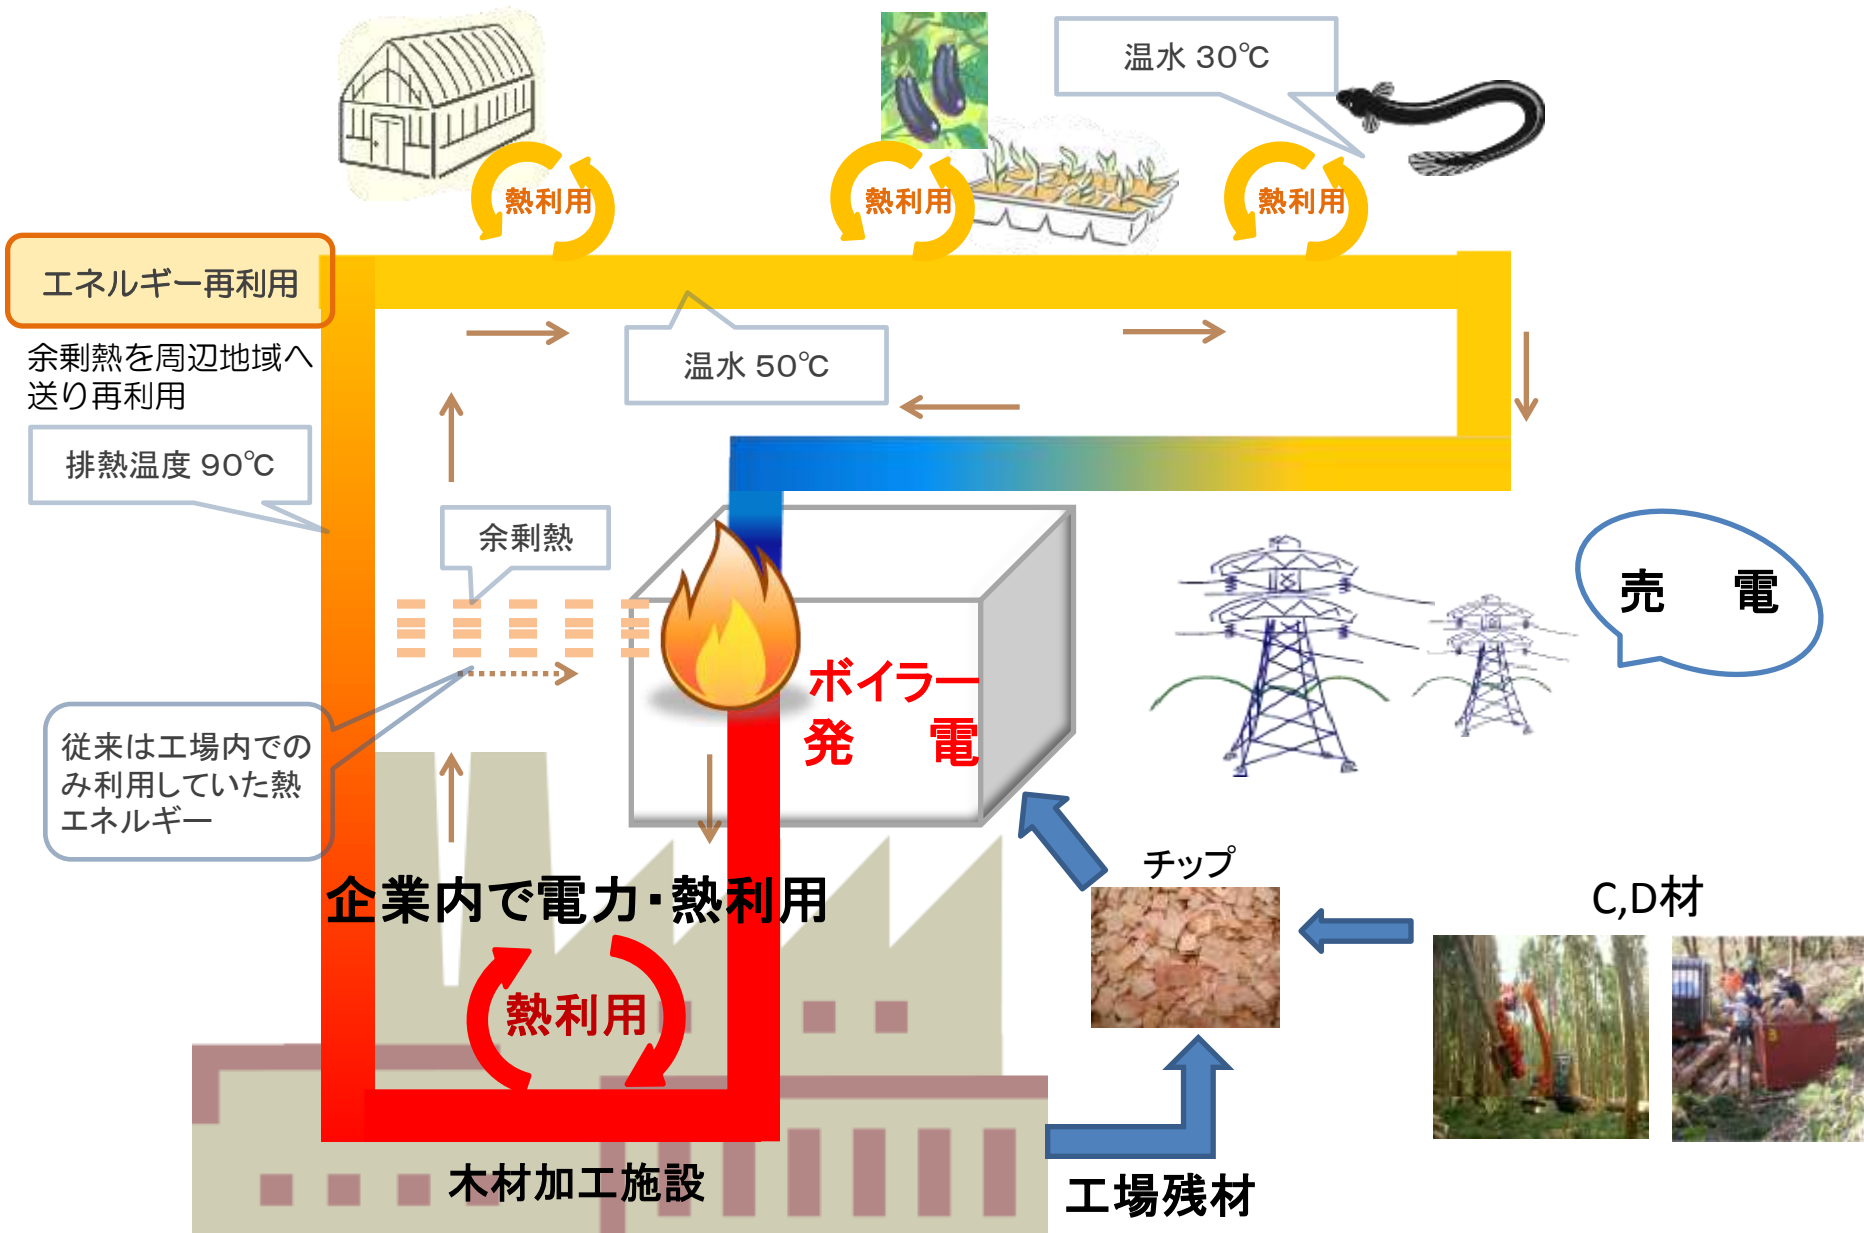 温水 30℃
熱利用
熱利用
熱利用
エネルギー再利用
余剰熱を周辺地域へ
送り再利用
温水 50℃
排熱温度 90℃
余剰熱
売 電
ボイラー
発 電
従来は工場内での
み利用していた熱
エネルギー
チップ
企業内で電力・熱利用
C,D材
熱利用
木材加工施設
工場残材